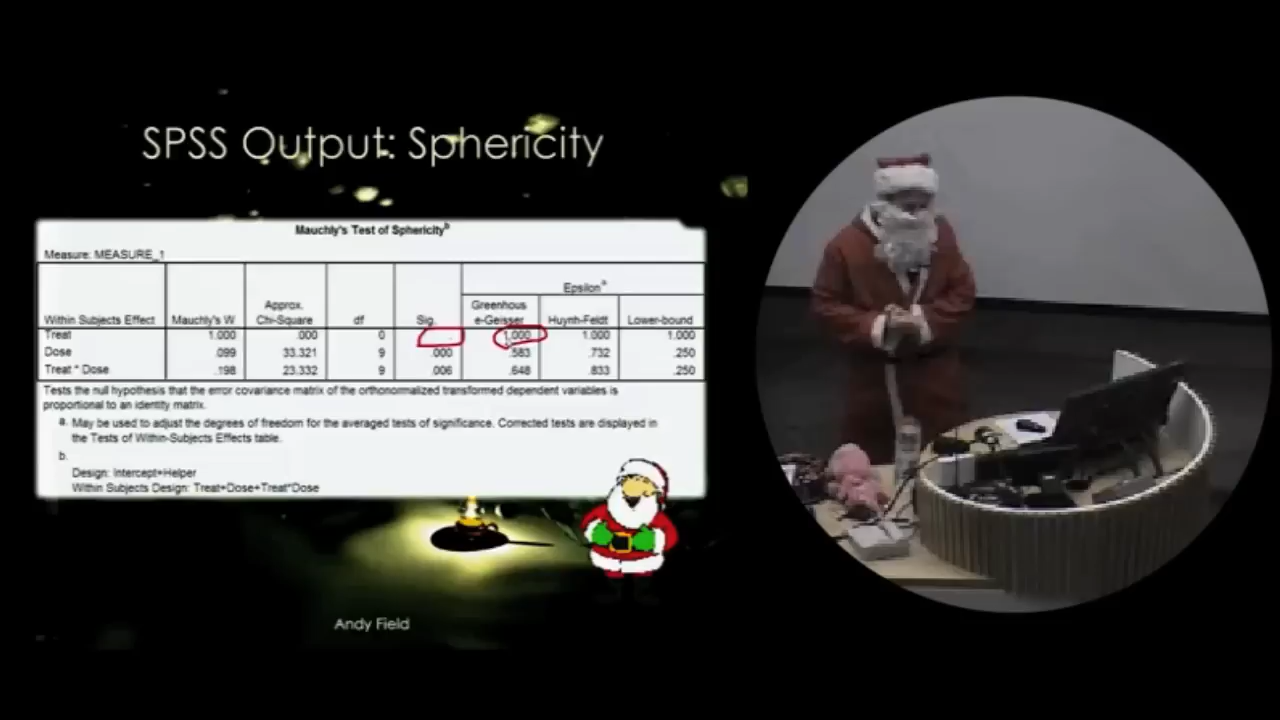 SPSS Output: Sphericity
Mauchly's Test of Sphericity b
Measure: MEASURE_1
Epsilon a
Within Subjects Effect Mauchly's W Approx. Chi-Square df Sig. Greenhous e-Geisser Huynh-Feldt Lower-bound
Treat 1.000 .000 0 . 1.000 1.000 1.000
Dose .099 33.321 9 .000 .583 .732 .250
Treat * Dose .198 23.332 9 .006 .648 .833 .250
Tests the null hypothesis that the error covariance matrix of the orthonormalized transformed dependent variables is
proportional to an identity matrix.
a. May be used to adjust the degrees of freedom for the averaged tests of significance. Corrected tests are displayed in
the Tests of Within-Subjects Effects table.
b.
Design: Intercept+Helper
Within Subjects Design: Treat+Dose+Treat*Dose
Andy Field